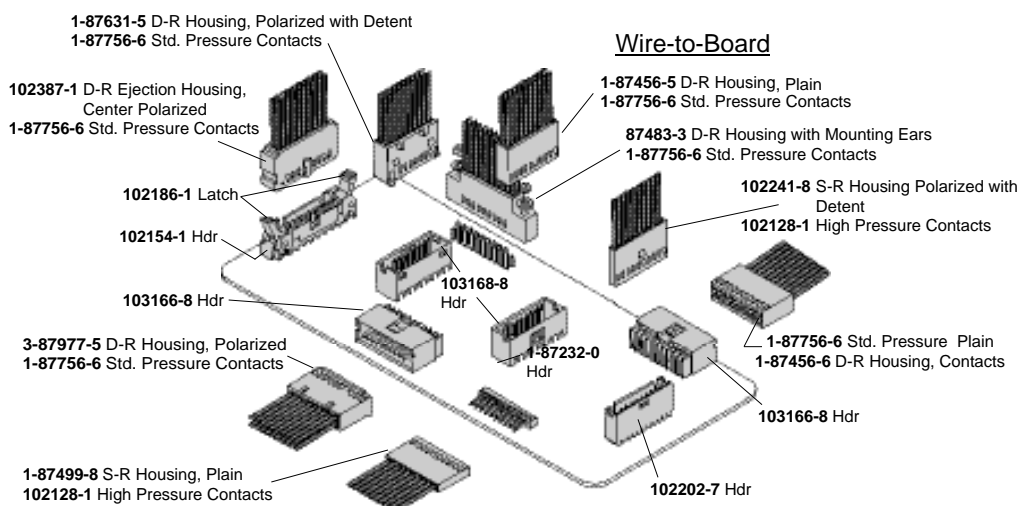 1-87631-5 D-R Housing, Polarized with Detent
1-87756-6 Std. Pressure Contacts
Wire-to-Board
102387-1 D-R Ejection Housing,
Center Polarized
1-87756-6 Std. Pressure Contacts
1-87456-5 D-R Housing, Plain
1-87756-6 Std. Pressure Contacts
87483-3 D-R Housing with Mounting Ears
1-87756-6 Std. Pressure Contacts
102186-1 Latch
102154-1 Hdr
102241-8 S-R Housing Polarized with
Detent
102128-1 High Pressure Contacts
103168-8
Hdr
103166-8 Hdr
3-87977-5 D-R Housing, Polarized
1-87756-6 Std. Pressure Contacts
1-87232-0
Hdr
1-87756-6 Std. Pressure Plain
1-87456-6 D-R Housing, Contacts
103166-8 Hdr
1-87499-8 S-R Housing, Plain
102128-1 High Pressure Contacts
102202-7 Hdr